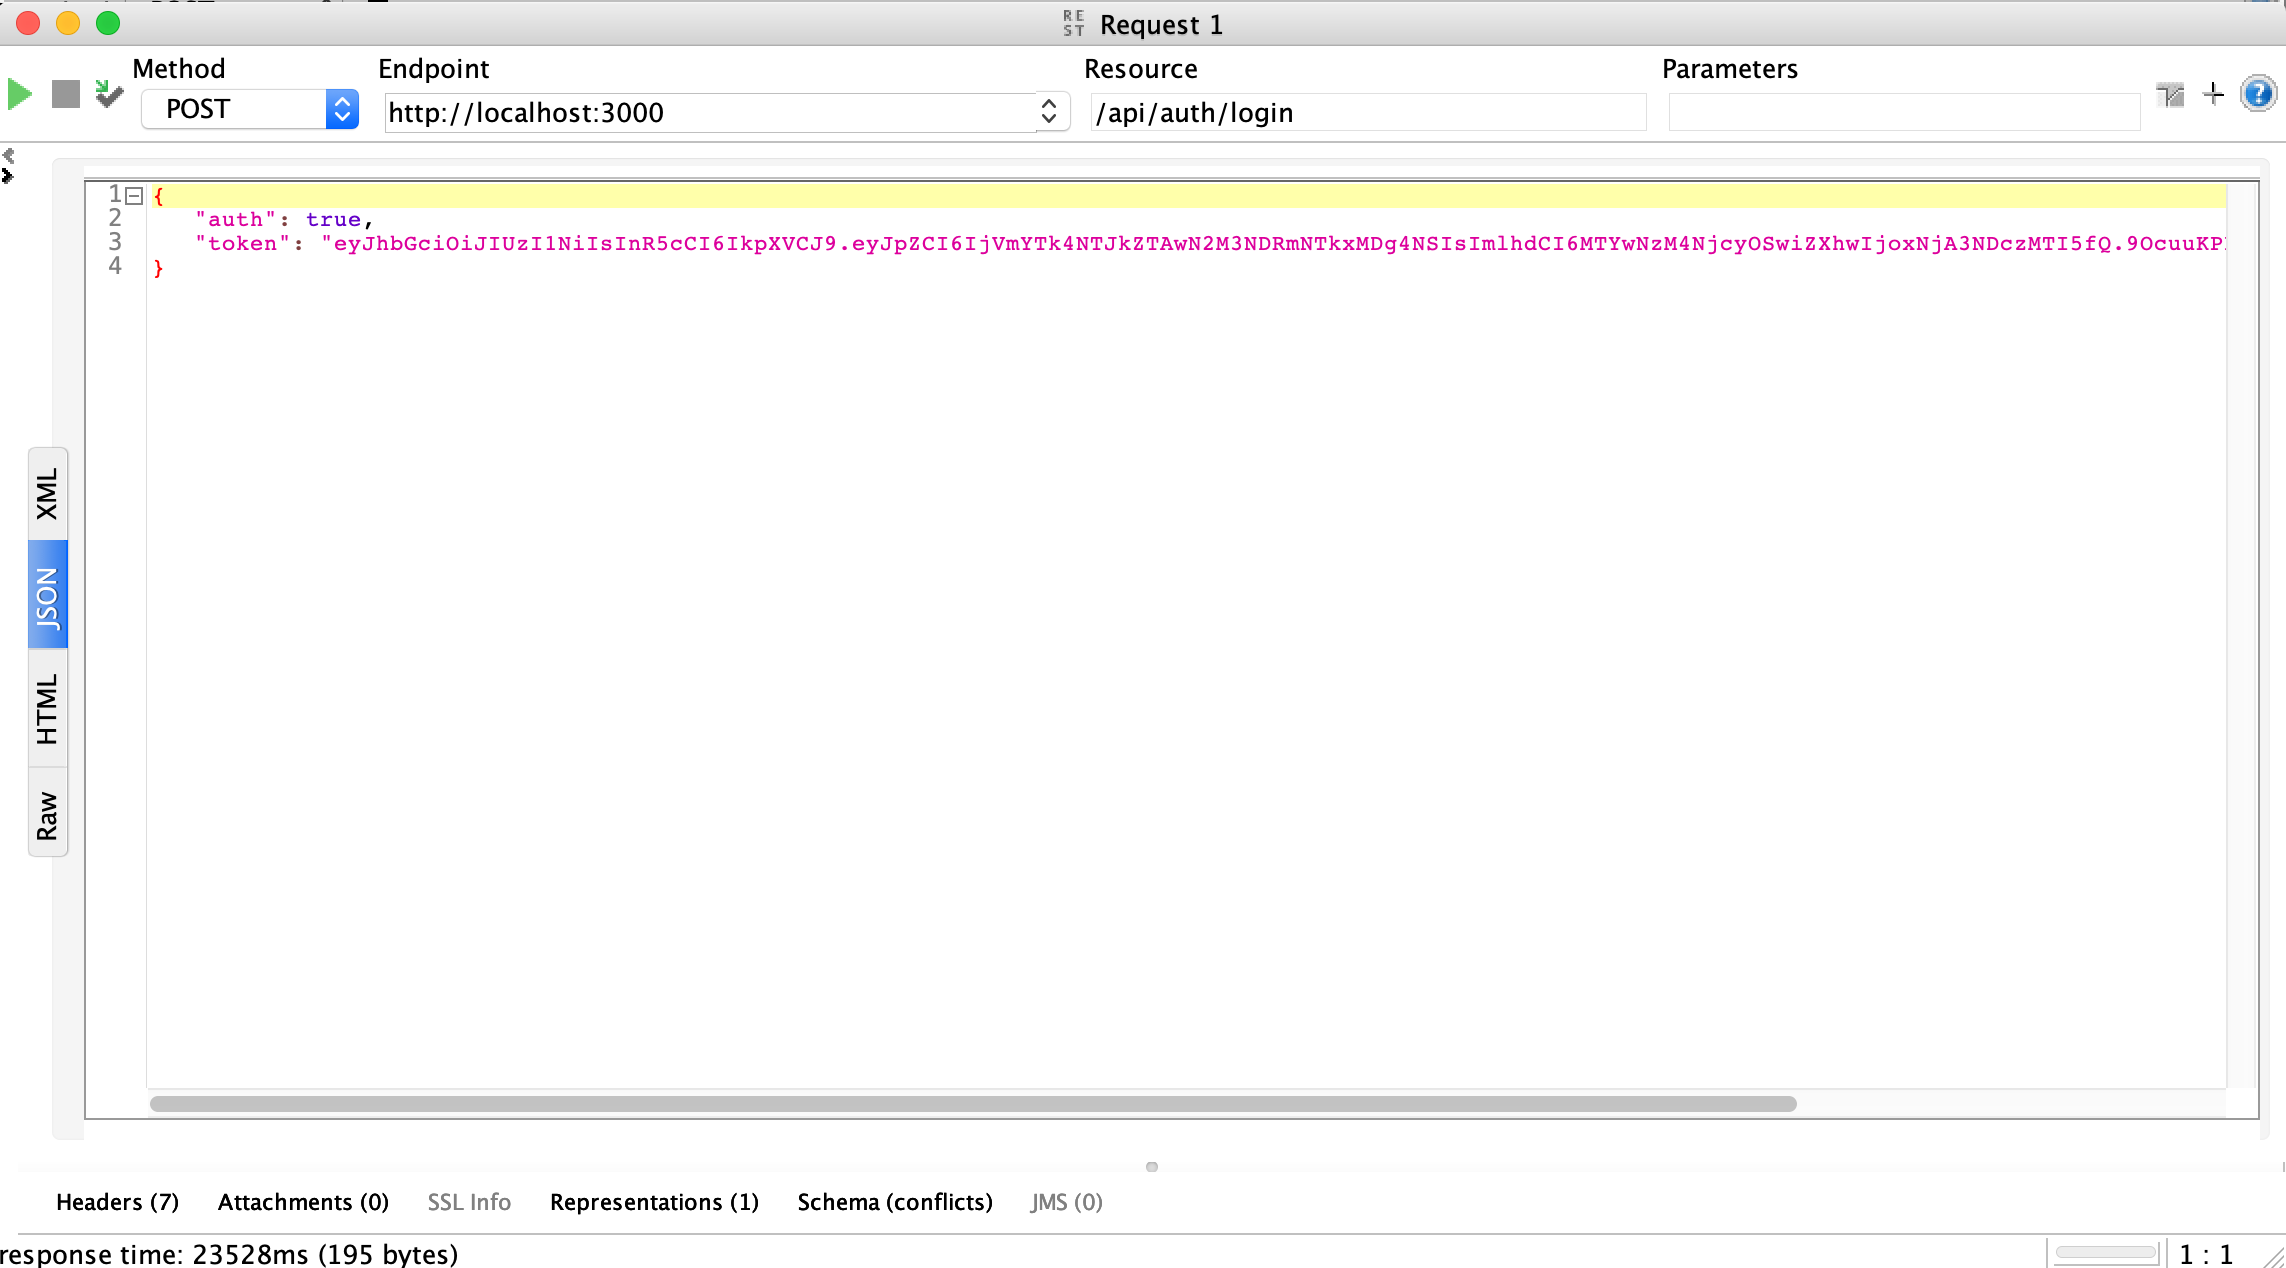 REST Request 1
Method Endpoint Resource Parameters
POST http://localhost:3000 /api/auth/login
1 {
2 "auth": true,
3 "token": "eyJhbGciOiJIUzI1NiIsInR5cCI6IkpXVCJ9.eyJpZCI6IjVmYTk4NTJkZTAwN2M3NDRmNTkxMDg4NSIsImlhdCI6MTYwNzM4NjcyOSwiZXhwIjoxNjA3NDczMTI5fQ.9OcuuKP
4 }
XML
JSON
HTML
Raw
Headers (7) Attachments (0) SSL Info Representations (1) Schema (conflicts) JMS (0)
response time: 23528ms (195 bytes) 1 : 1